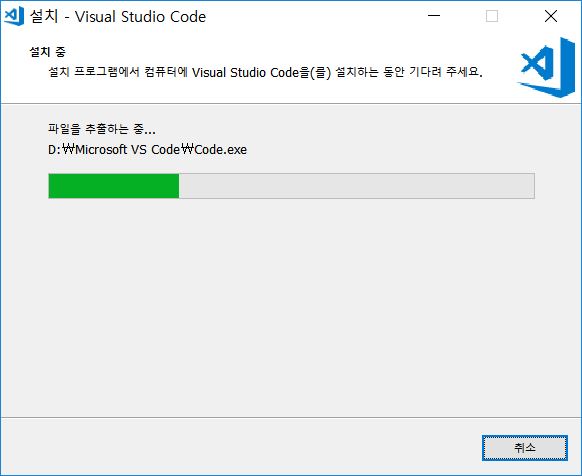 설치 - Visual Studio Code
설치 중
설치 프로그램에서 컴퓨터에 Visual Studio Code을(를) 설치하는 동안 기다려 주세요.
파일을 추출하는 중...
D:₩Microsoft VS Code₩Code.exe
취소